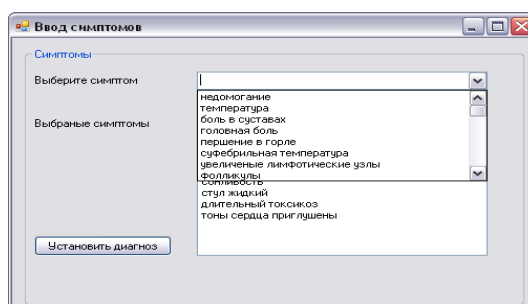 Ввод симптомов
Симптомы
Выберите симптом
недомогание
температура
боль в суставах
Выбраные симптомы
головная боль
першение в горле
суфебрильная температура
увеличеные лимфотические узлы
фолликулы
сонливость
стул жидкий
длительный токсикоз
тоны сердца приглушены
Установить диагноз